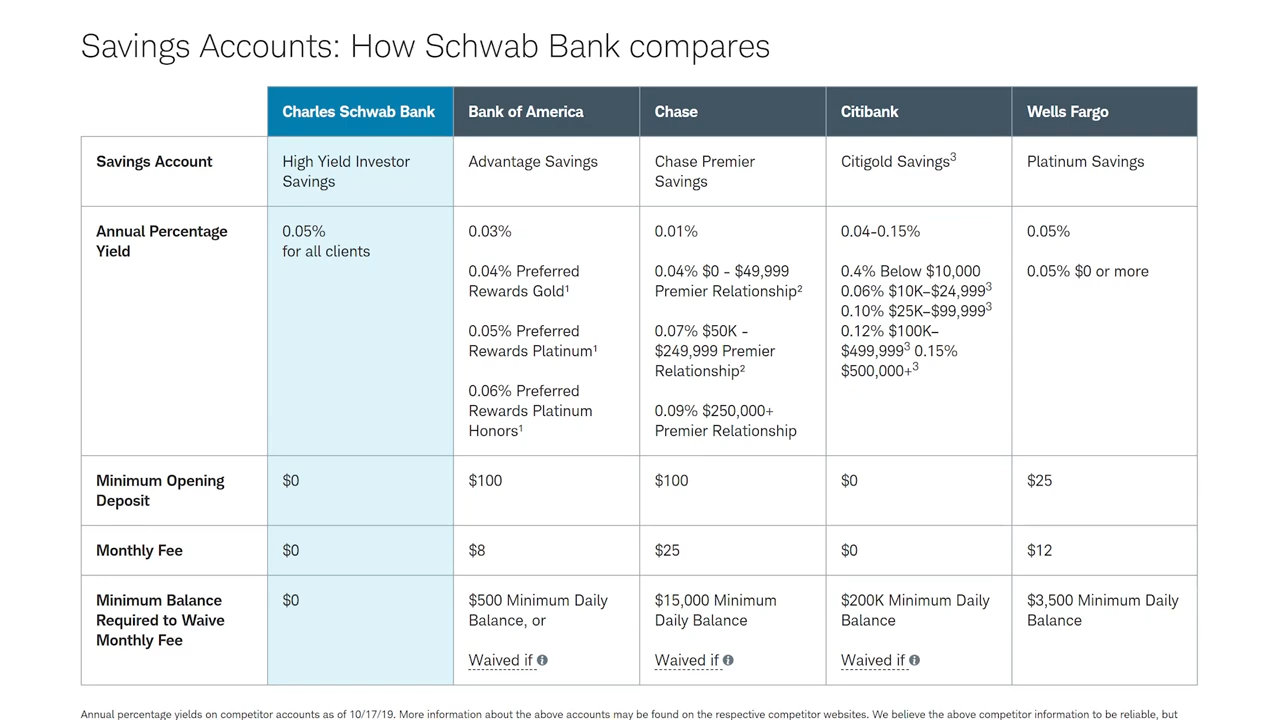 Savings Accounts: How Schwab Bank compares
Charles Schwab Bank
Bank of America
Chase
Citibank
Wells Fargo
Savings Account
High Yield Investor
Savings
Advantage Savings
Chase Premier
Savings
Citigold Savings³
Platinum Savings
Annual Percentage
Yield
0.05%
for all clients
0.03%
0.04% Preferred
Rewards Gold¹
0.05% Preferred
Rewards Platinum¹
0.06% Preferred
Rewards Platinum
Honors¹
0.01%
0.04% $0 - $49,999
Premier Relationship²
0.07% $50K -
$249,999 Premier
Relationship²
0.09% $250,000+
Premier Relationship
0.04-0.15%
0.4% Below $10,000
0.06% $10K–$24,999³
0.10% $25K–$99,999³
0.12% $100K–
$499,999³ 0.15%
$500,000+³
0.05%
0.05% $0 or more
Minimum Opening
Deposit
$0
$100
$100
$0
$25
Monthly Fee
$0
$8
$25
$0
$12
Minimum Balance
Required to Waive
Monthly Fee
$0
$500 Minimum Daily
Balance, or
Waived if
$15,000 Minimum
Daily Balance
Waived if
$200K Minimum Daily
Balance
Waived if
$3,500 Minimum Daily
Balance
Annual percentage yields on competitor accounts as of 10/17/19. More information about the above accounts may be found on the respective competitor websites. We believe the above competitor information to be reliable, but